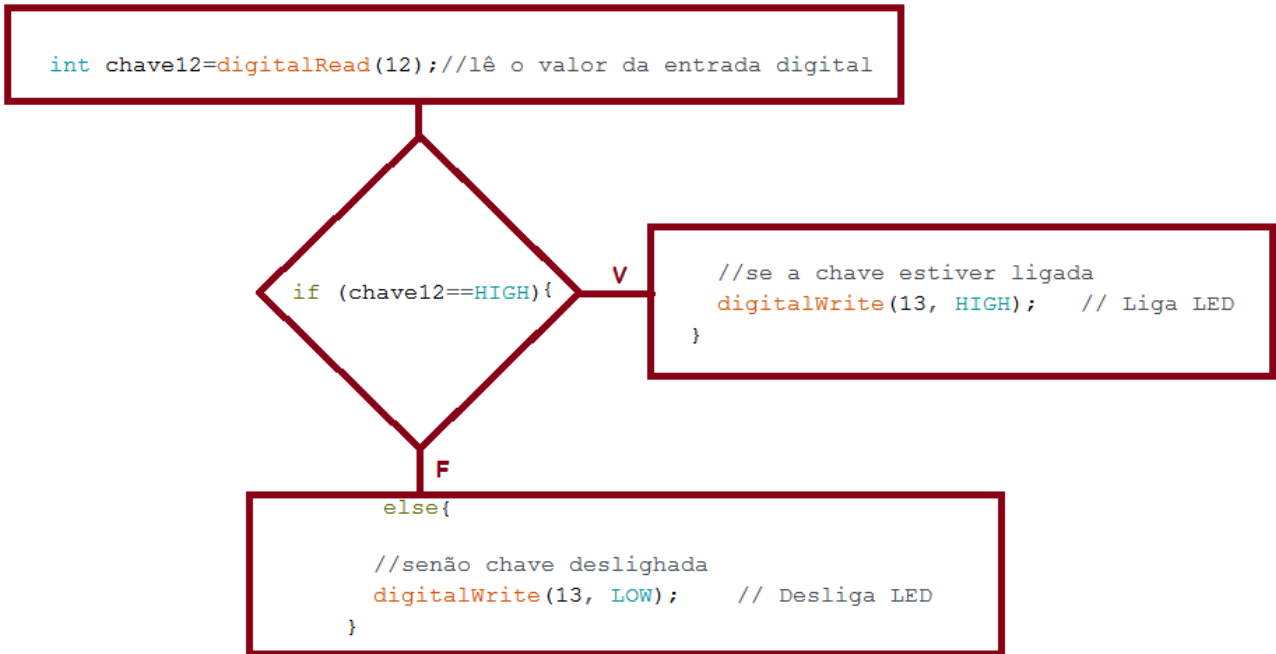 int chave12=digitalRead(12);//lê o valor da entrada digital
if (chave12==HIGH){
V
//se a chave estiver ligada
digitalWrite(13, HIGH);   // Liga LED
}
F
else{
//senão chave deslighada
digitalWrite(13, LOW);    // Desliga LED
}